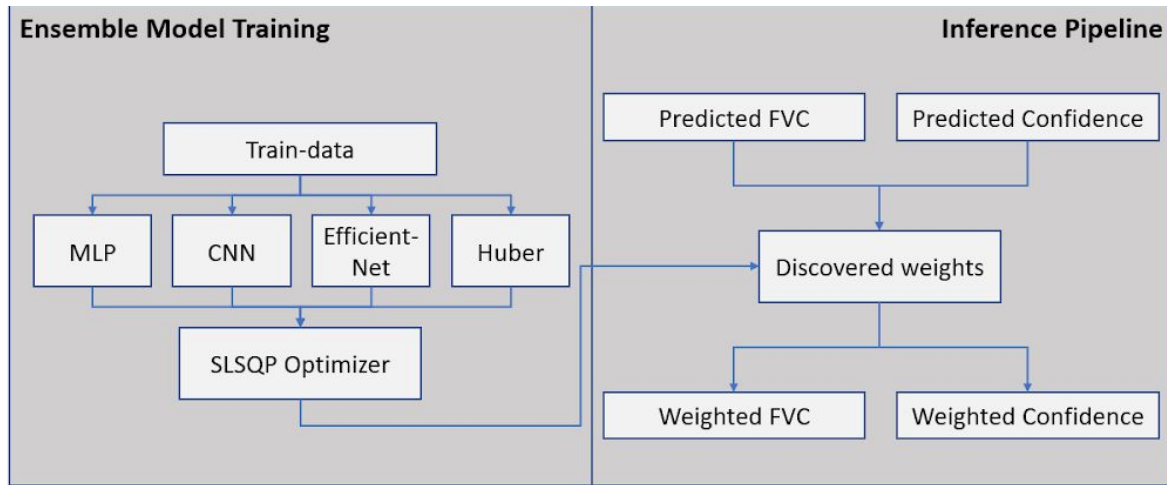 Ensemble Model Training
Train-data
MLP
CNN
Efficient-
Net
Huber
SLSQP Optimizer
Inference Pipeline
Predicted FVC
Predicted Confidence
Discovered weights
Weighted FVC
Weighted Confidence